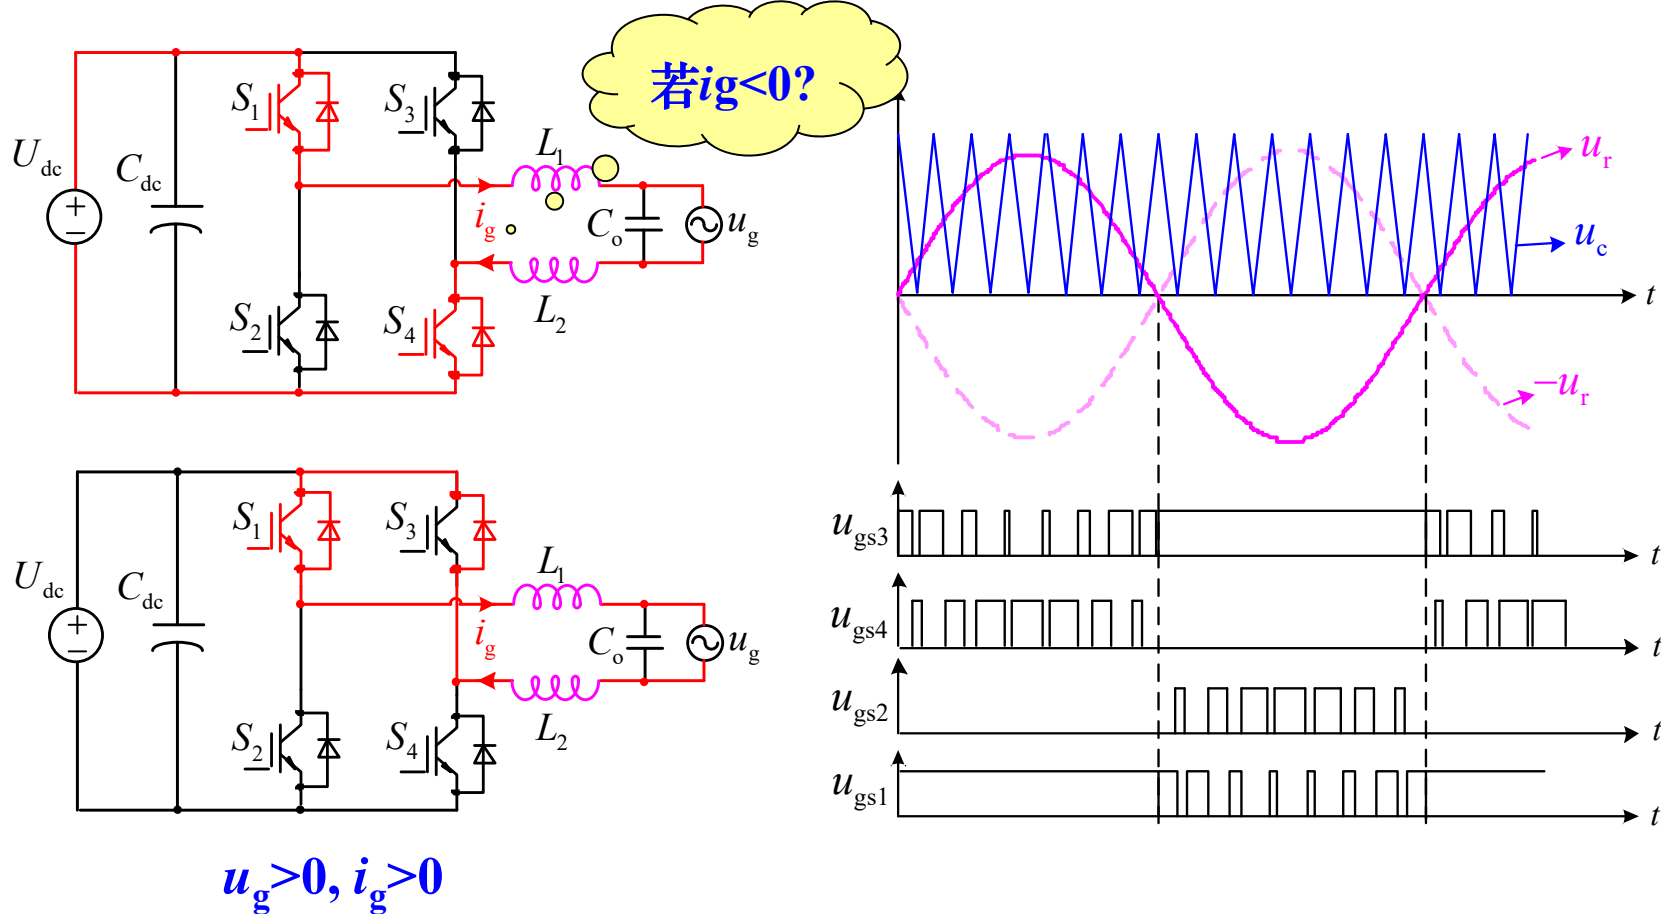 若ig<0?
S1
S3
Udc
Cdc
L1
ig
Co
ug
S2
S4
L2
ur
uc
t
−ur
S1
S3
Udc
Cdc
L1
ig
Co
ug
S2
S4
L2
ugs3
t
ugs4
t
ugs2
t
ugs1
t
ug>0, ig>0